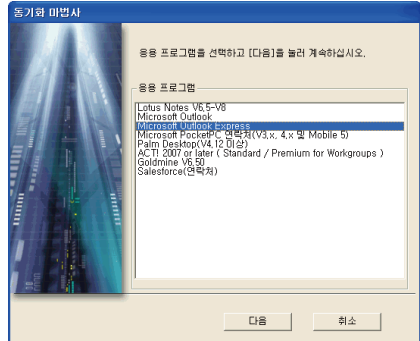 동기화 마법사
응용 프로그램을 선택하고 [다음]을 눌러 계속하십시오.
응용 프로그램
Lotus Notes V6,5-V8
Microsoft Outlook
Microsoft Outlook Express
Microsoft PocketPC 연락처(V3,x, 4,x 및 Mobile 5)
Palm Desktop(V4,12 이상)
ACT! 2007 or later ( Standard / Premium for Workgroups )
Goldmine V6,50
Salesforce(연락처)
다음
취소